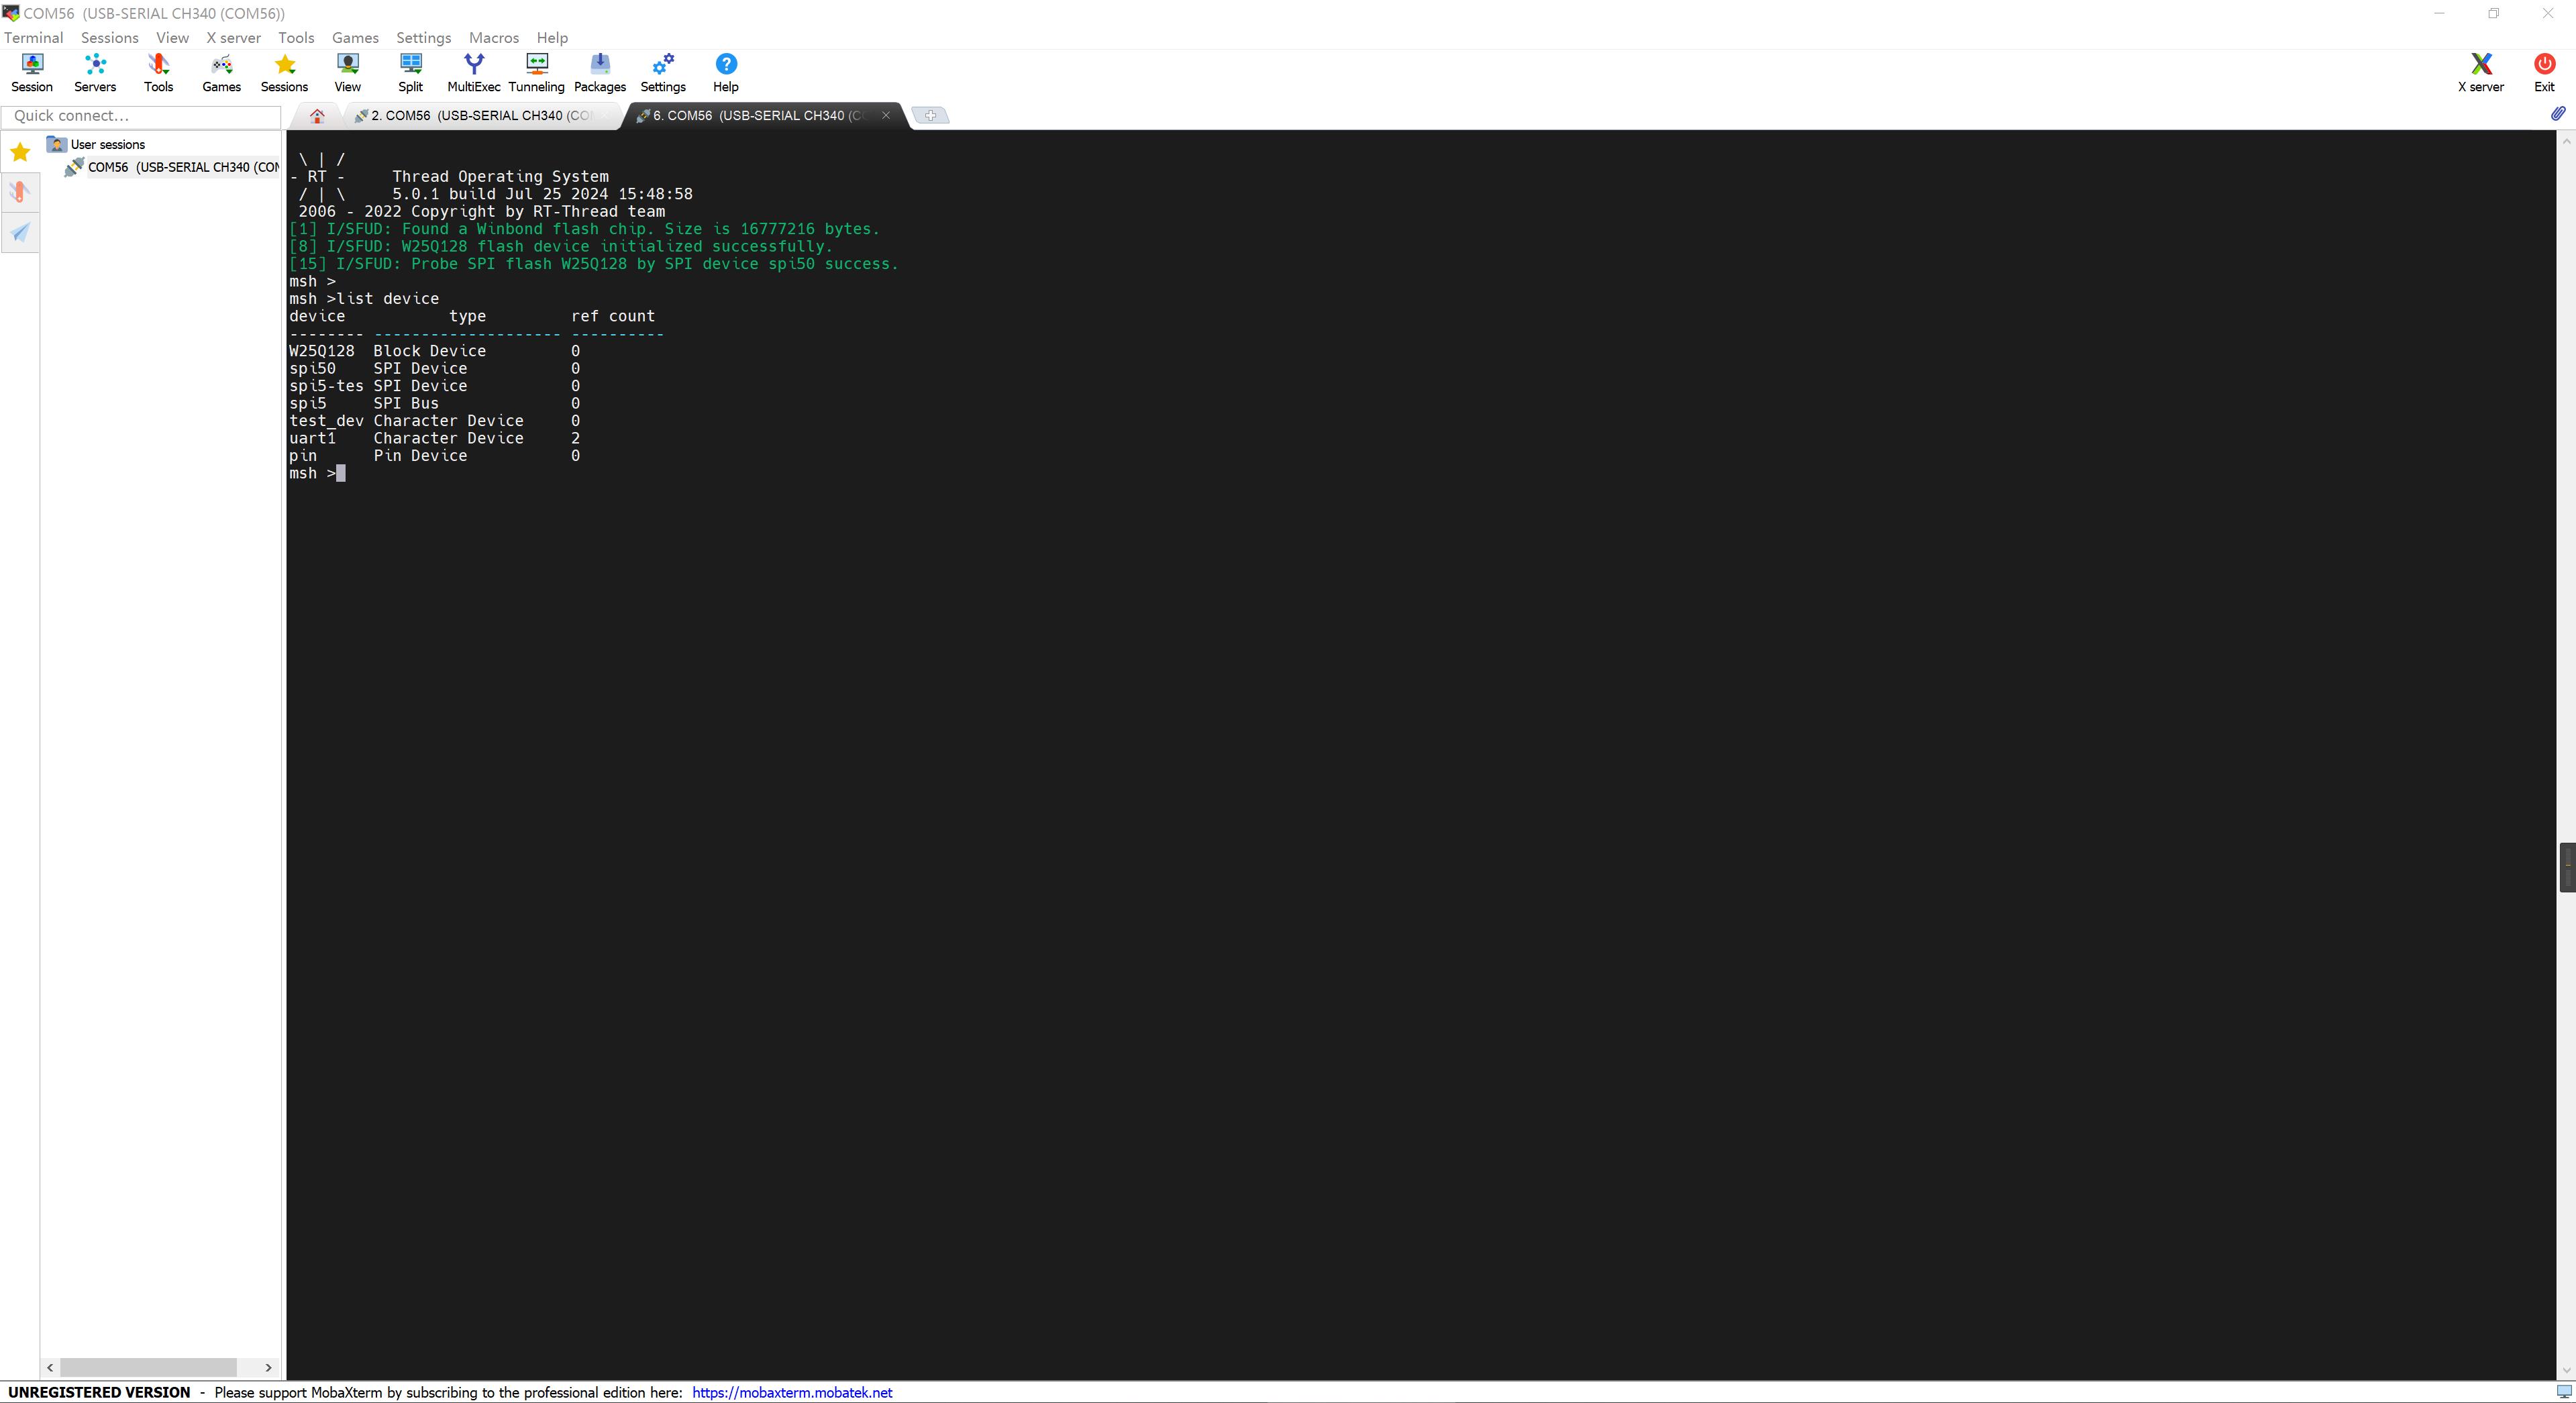 COM56  (USB-SERIAL CH340 (COM56))
Terminal Sessions View X server Tools Games Settings Macros Help
Session Servers Tools Games Sessions View Split MultiExec Tunneling Packages Settings Help X server Exit
Quick connect...
2. COM56  (USB-SERIAL CH340 (CO
6. COM56  (USB-SERIAL CH340 (C
User sessions
COM56  (USB-SERIAL CH340 (CO
 \ | /
- RT -     Thread Operating System
 / | \     5.0.1 build Jul 25 2024 15:48:58
 2006 - 2022 Copyright by RT-Thread team
[1] I/SFUD: Found a Winbond flash chip. Size is 16777216 bytes.
[8] I/SFUD: W25Q128 flash device initialized successfully.
[15] I/SFUD: Probe SPI flash W25Q128 by SPI device spi50 success.
msh >
msh >list device
device           type         ref count
-------- -------------------- ----------
W25Q128  Block Device         0
spi50    SPI Device           0
spi5-tes SPI Device           0
spi5     SPI Bus              0
test_dev Character Device     0
uart1    Character Device     2
pin      Pin Device           0
msh >
UNREGISTERED VERSION  -  Please support MobaXterm by subscribing to the professional edition here:  https://mobaxterm.mobatek.net